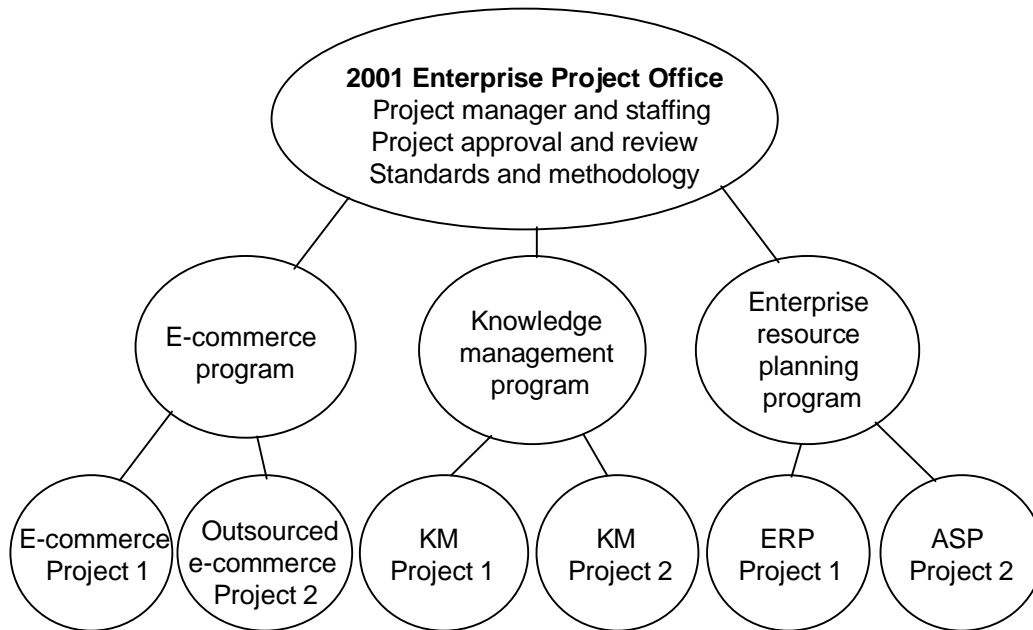 2001 Enterprise Project Office
Project manager and staffing
Project approval and review
Standards and methodology
E-commerce
program
Knowledge
management
program
Enterprise
resource
planning
program
E-commerce
Project 1
Outsourced
e-commerce
Project 2
KM
Project 1
KM
Project 2
ERP
Project 1
ASP
Project 2